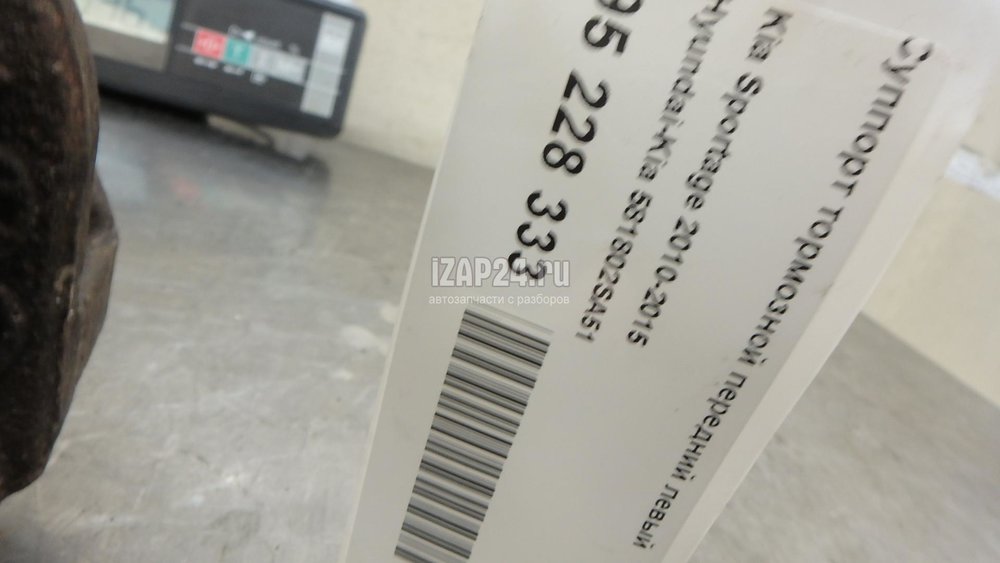 Суппорт тормозной передний левый
Kia Sportage 2010-2015
Hyundai-Kia 581802SA51
95 228 333
iZAP24.ru
автозапчасти с разборов